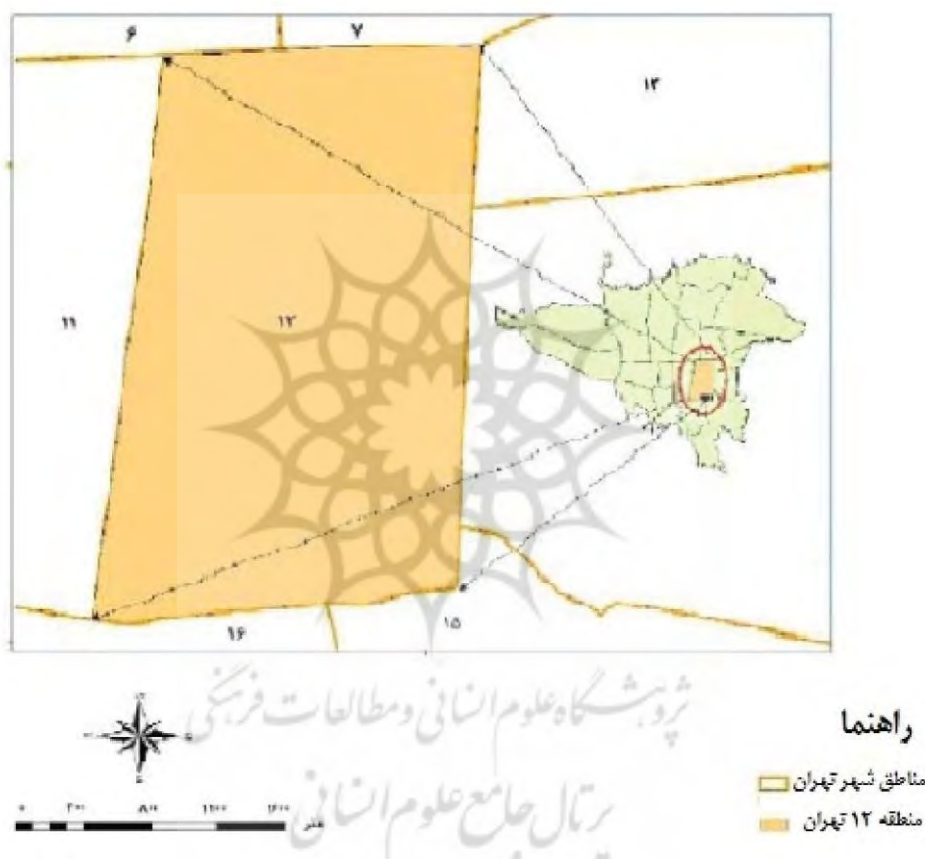 ۶
۷
۱۳
۱۱
۱۲
۱۶
۱۵
پژوهشگاه علوم انسانی و مطالعات فرهنگی
پرتال جامع علوم انسانی
راهنما
مناطق شهر تهران
منطقه ۱۲ تهران
متر